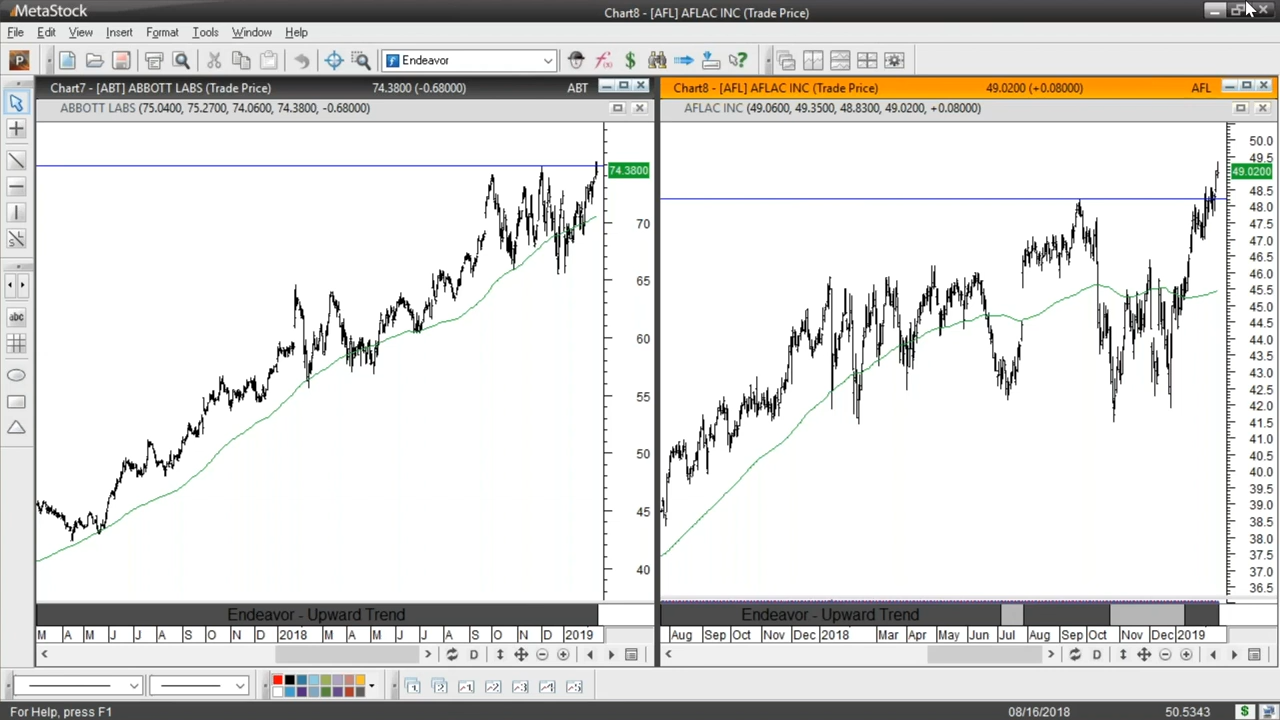 MetaStock
Chart8 - [AFL] AFLAC INC (Trade Price)
File Edit View Insert Format Tools Window Help
P Endeavor
Chart7 - [ABT] ABBOTT LABS (Trade Price) 74.3800 (-0.68000) ABT
ABBOTT LABS (75.0400, 75.2700, 74.0600, 74.3800, -0.68000)
74.3800
70
65
60
55
50
45
40
Endeavor - Upward Trend
M A M J J A S O N D 2018 M A M J J A S O N D 2019
D
Chart8 - [AFL] AFLAC INC (Trade Price) 49.0200 (+0.08000) AFL
AFLAC INC (49.0600, 49.3500, 48.8300, 49.0200, +0.08000)
50.0
49.5
49.0200
48.5
48.0
47.5
47.0
46.5
46.0
45.5
45.0
44.5
44.0
43.5
43.0
42.5
42.0
41.5
41.0
40.5
40.0
39.5
39.0
38.5
38.0
37.5
37.0
36.5
Endeavor - Upward Trend
Aug Sep Oct Nov Dec 2018 Mar Apr May Jun Jul Aug Sep Oct Nov Dec 2019
D
abc
For Help, press F1 08/16/2018 50.5343 $